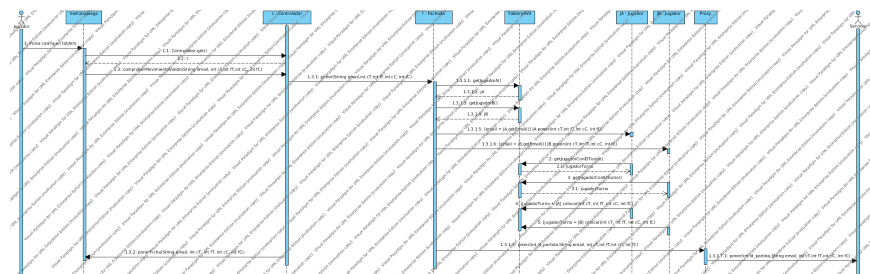 Jugador
VentanaJuego
c : Controlador
f : Fachada
TableroRMI
jA : Jugador
jB : Jugador
Proxy
Servidor
1: Pulsa casilla en tablero
1.1: Controlador.get()
1.2: c
1.3: comprobarMovimientoValido(String email, int cT,int fT,int cC, int fC)
1.3.1: poner(String email,int cT,int fT,int cC, int fC)
1.3.1.1: getJugadorA()
1.3.1.2: jA
1.3.1.3: getJugadorB()
1.3.1.4: jB
1.3.1.5: [email = jA.getEmail()] jA.poner(int cT,int fT, int cC, int fC)
1.3.1.6: [email = jB.getEmail()] jB.poner(int cT,int fT, int cC, int fC)
2: getJugadorConElTurno()
2.1: jugadorTurno
3: getJugadorConElTurno()
3.1: jugadorTurno
4: [jugadorTurno = jA] colocar(int cT, int fT, int cC, int fC)
5: [jugadorTurno = jB] colocar(int cT, int fT, int cC, int fC)
1.3.1.7: poner(int id_partida,String email, int cT,int fT,int cC, int fC)
1.3.1.7.1: poner(int id_partida,String email, int cT,int fT,int cC, int fC)
1.3.2: ponerFicha(String email, int cT, int fT, int cC, int fC);